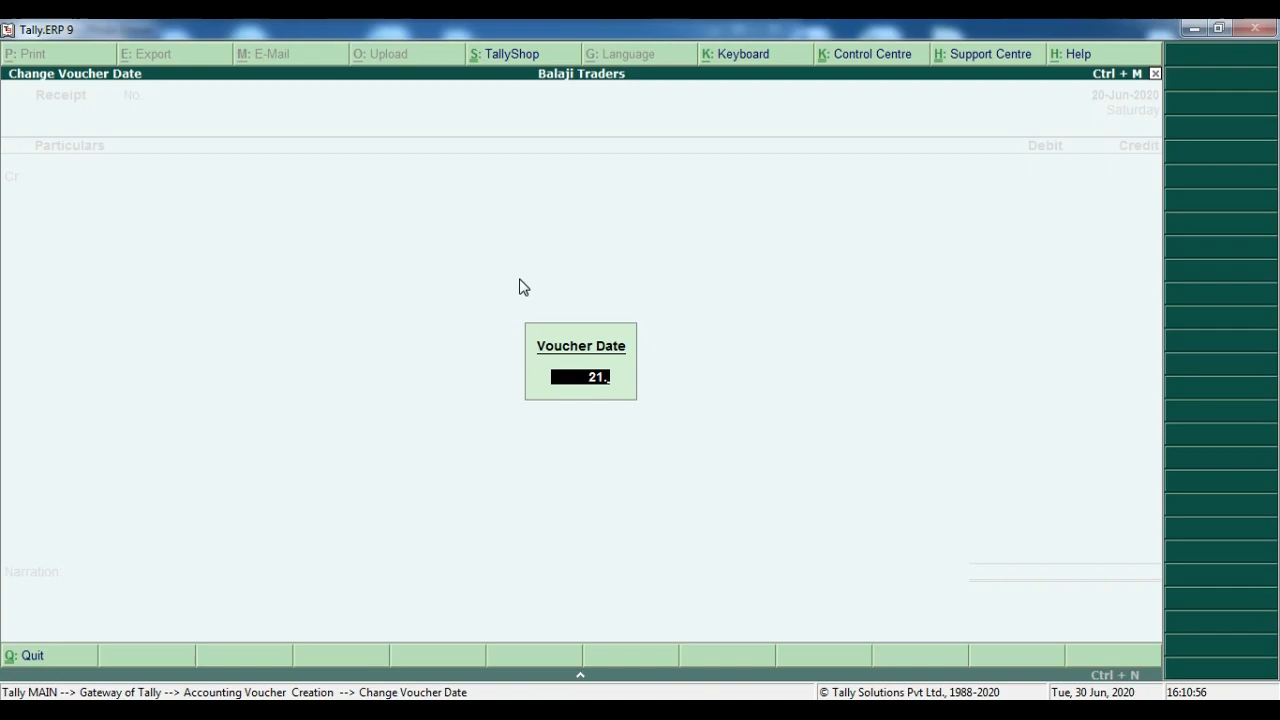 Tally.ERP 9
P: Print E: Export M: E-Mail O: Upload S: TallyShop G: Language K: Keyboard K: Control Centre H: Support Centre H: Help
Change Voucher Date Balaji Traders Ctrl + M
Receipt No. 20-Jun-2020
Saturday
Particulars Debit Credit
Cr
Voucher Date
21.
Narration:
Q: Quit
Ctrl + N
Tally MAIN --> Gateway of Tally --> Accounting Voucher Creation --> Change Voucher Date © Tally Solutions Pvt Ltd., 1988-2020 Tue, 30 Jun, 2020 16:10:56